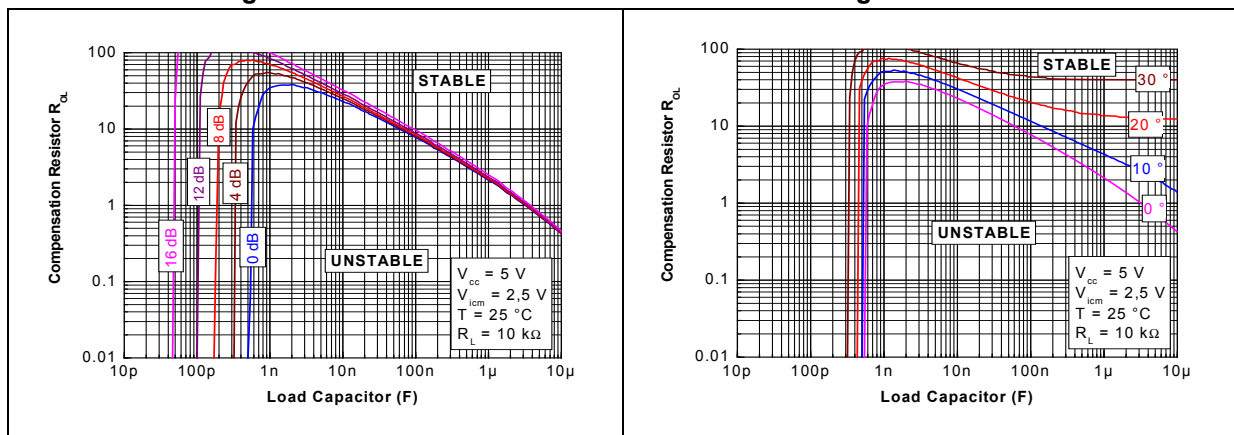 100
10
1
0.1
0.01
10p
100p
1n
10n
100n
1µ
10µ
Compensation Resistor R_OL
Load Capacitor (F)
STABLE
UNSTABLE
16 dB
12 dB
8 dB
4 dB
0 dB
V_cc = 5 V
V_icm = 2,5 V
T = 25 °C
R_L = 10 kΩ
100
10
1
0.1
0.01
10p
100p
1n
10n
100n
1µ
10µ
Compensation Resistor R_OL
Load Capacitor (F)
STABLE
UNSTABLE
30 °
20 °
10 °
0 °
V_cc = 5 V
V_icm = 2,5 V
T = 25 °C
R_L = 10 kΩ